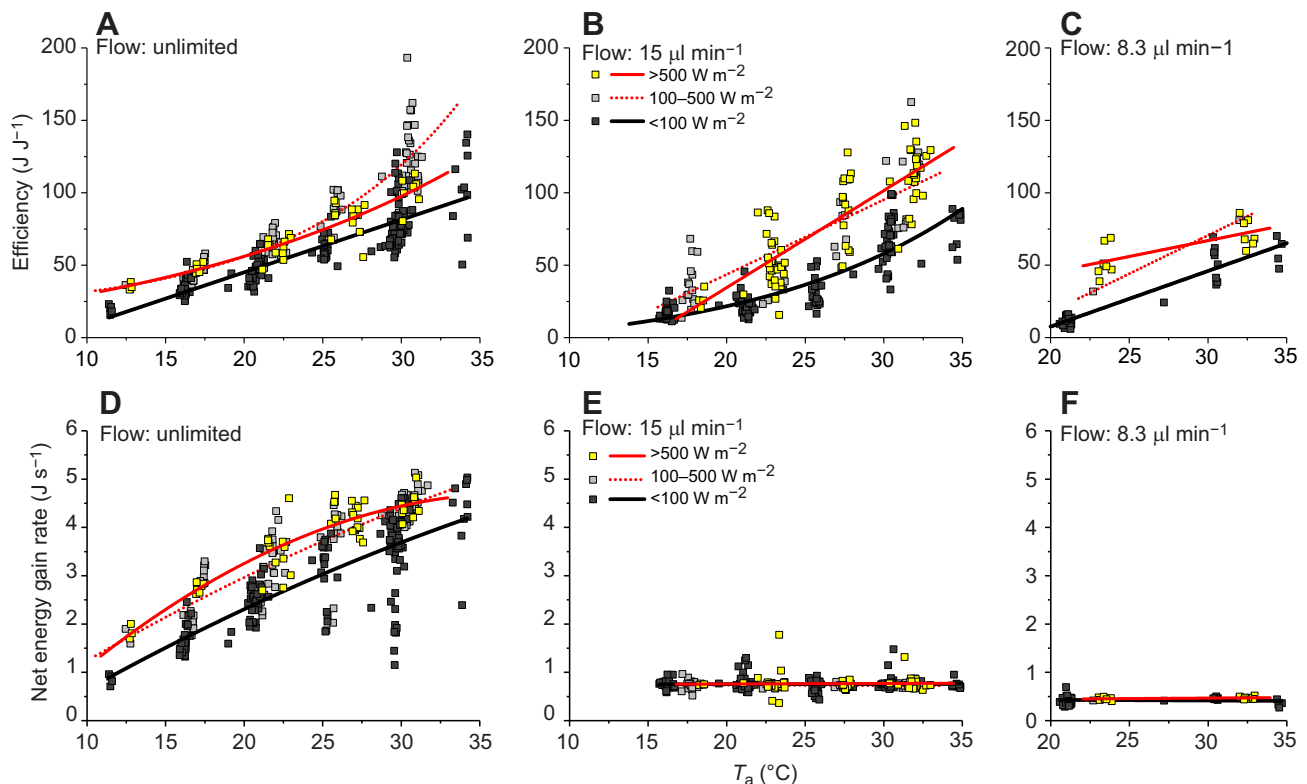 A
Flow: unlimited
Efficiency (J J⁻¹)
200
150
100
50
0
10 15 20 25 30 35
B
Flow: 15 µl min⁻¹
>500 W m⁻²
100–500 W m⁻²
<100 W m⁻²
200
150
100
50
0
10 15 20 25 30 35
C
Flow: 8.3 µl min−1
200
150
100
50
0
20 25 30 35
D
Flow: unlimited
Net energy gain rate (J s⁻¹)
6
5
4
3
2
1
0
10 15 20 25 30 35
E
Flow: 15 µl min⁻¹
>500 W m⁻²
100–500 W m⁻²
<100 W m⁻²
6
5
4
3
2
1
0
10 15 20 25 30 35
Tₐ (°C)
F
Flow: 8.3 µl min⁻¹
6
5
4
3
2
1
0
20 25 30 35